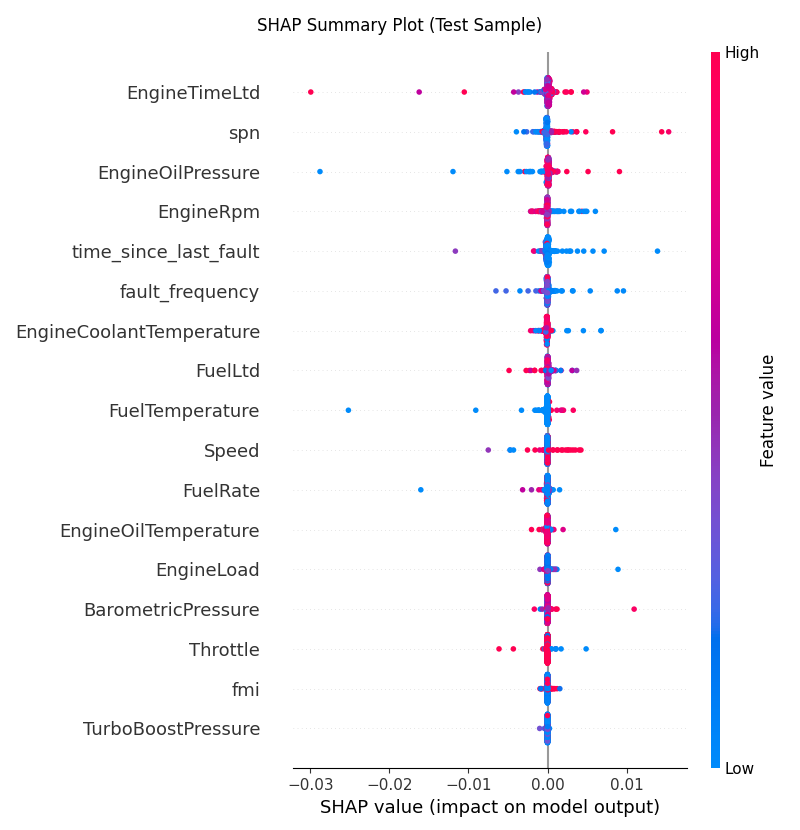 SHAP Summary Plot (Test Sample)
High
EngineTimeLtd
spn
EngineOilPressure
EngineRpm
time_since_last_fault
fault_frequency
EngineCoolantTemperature
FuelLtd
FuelTemperature
Speed
FuelRate
EngineOilTemperature
EngineLoad
BarometricPressure
Throttle
fmi
TurboBoostPressure
Feature value
Low
−0.03 −0.02 −0.01 0.00 0.01
SHAP value (impact on model output)